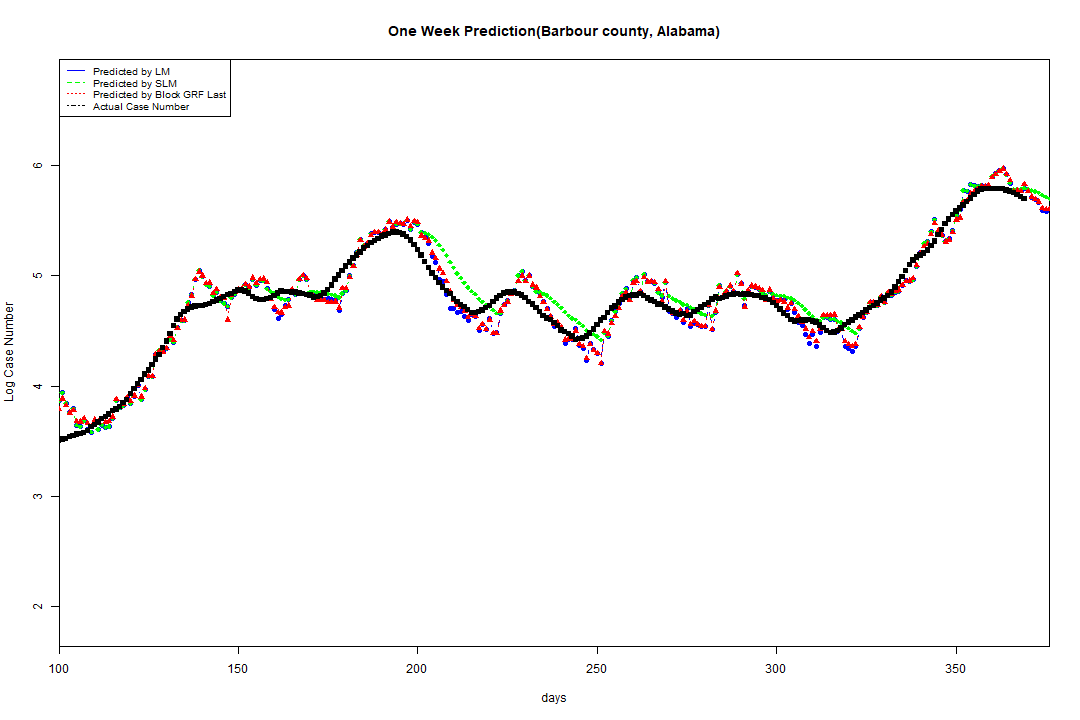 One Week Prediction(Barbour county, Alabama)
Predicted by LM
Predicted by SLM
Predicted by Block GRF Last
Actual Case Number
6
5
4
3
2
Log Case Number
100 150 200 250 300 350
days